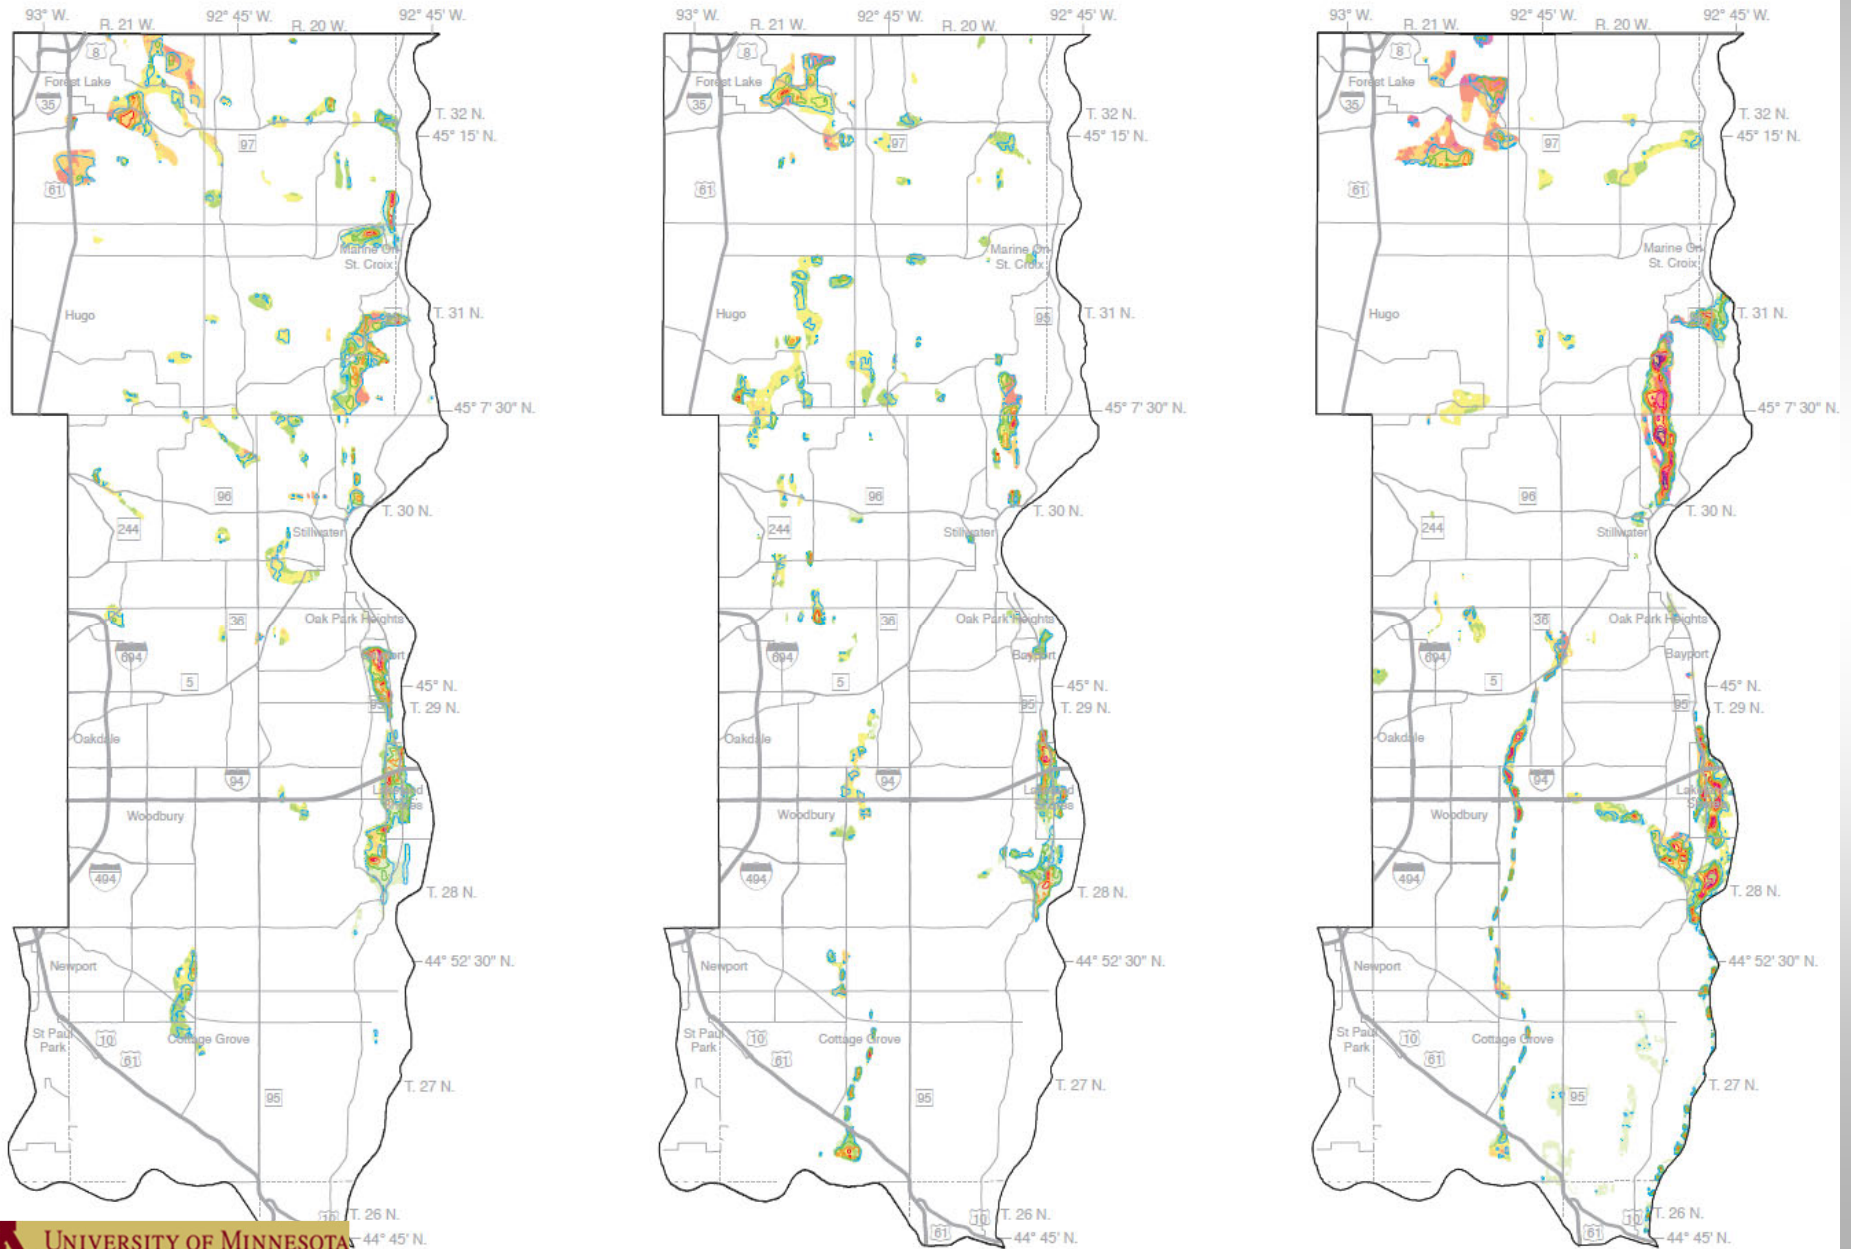 93° W.
R. 21 W.
92° 45' W.
R. 20 W.
92° 45' W.
8
Forest Lake
35
T. 32 N.
45° 15' N.
97
61
Marine On
St. Croix
Hugo
T. 31 N.
45° 7' 30" N.
96
T. 30 N.
244
Stillwater
36
Oak Park Heights
694
5
45° N.
95
T. 29 N.
Oakdale
94
Woodbury
494
T. 28 N.
Newport
44° 52' 30" N.
St Paul
Park
10
61
Cottage Grove
T. 27 N.
95
10
T. 26 N.
44° 45' N.
UNIVERSITY OF MINNESOTA
93° W.
R. 21 W.
92° 45' W.
R. 20 W.
92° 45' W.
8
Forest Lake
35
T. 32 N.
45° 15' N.
97
61
Marine On
St. Croix
Hugo
95
T. 31 N.
45° 7' 30" N.
96
T. 30 N.
244
Stillwater
36
Oak Park Heights
694
Bayport
5
45° N.
95
T. 29 N.
Oakdale
94
Woodbury
494
T. 28 N.
Newport
44° 52' 30" N.
St Paul
Park
10
61
Cottage Grove
T. 27 N.
95
10
T. 26 N.
61
44° 45' N.
93° W.
R. 21 W.
92° 45' W.
R. 20 W.
92° 45' W.
8
Forest Lake
35
T. 32 N.
45° 15' N.
97
61
Marine On
St. Croix
Hugo
T. 31 N.
45° 7' 30" N.
96
T. 30 N.
244
Stillwater
36
Oak Park Heights
694
Bayport
5
45° N.
95
T. 29 N.
Oakdale
94
Woodbury
494
T. 28 N.
Newport
44° 52' 30" N.
St Paul
Park
10
61
Cottage Grove
T. 27 N.
95
10
T. 26 N.
61
44° 45' N.